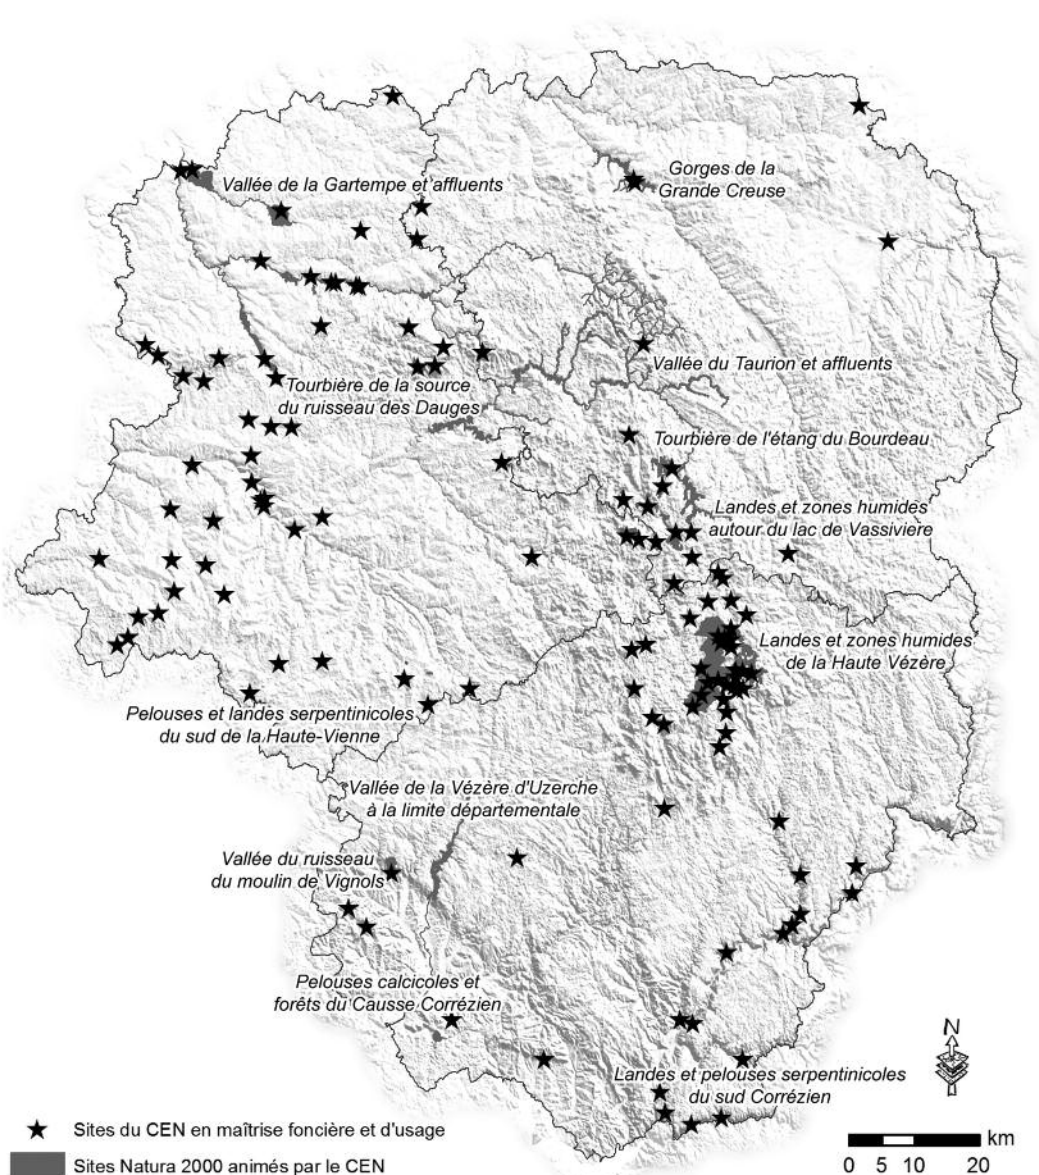 Gorges de la
Grande Creuse
Vallée de la Gartempe et affluents
Vallée du Taurion et affluents
Tourbière de la source
du ruisseau des Dauges
Tourbière de l'étang du Bourdeau
Landes et zones humides
autour du lac de Vassiviere
Landes et zones humides
de la Haute Vézère
Pelouses et landes serpentinicoles
du sud de la Haute-Vienne
Vallée de la Vézère d'Uzerche
à la limite départementale
Vallée du ruisseau
du moulin de Vignols
Pelouses calcicoles et
forêts du Causse Corrézien
Landes et pelouses serpentinicoles
du sud Corrézien
N
Sites du CEN en maîtrise foncière et d'usage
Sites Natura 2000 animés par le CEN
km
0 5 10 20